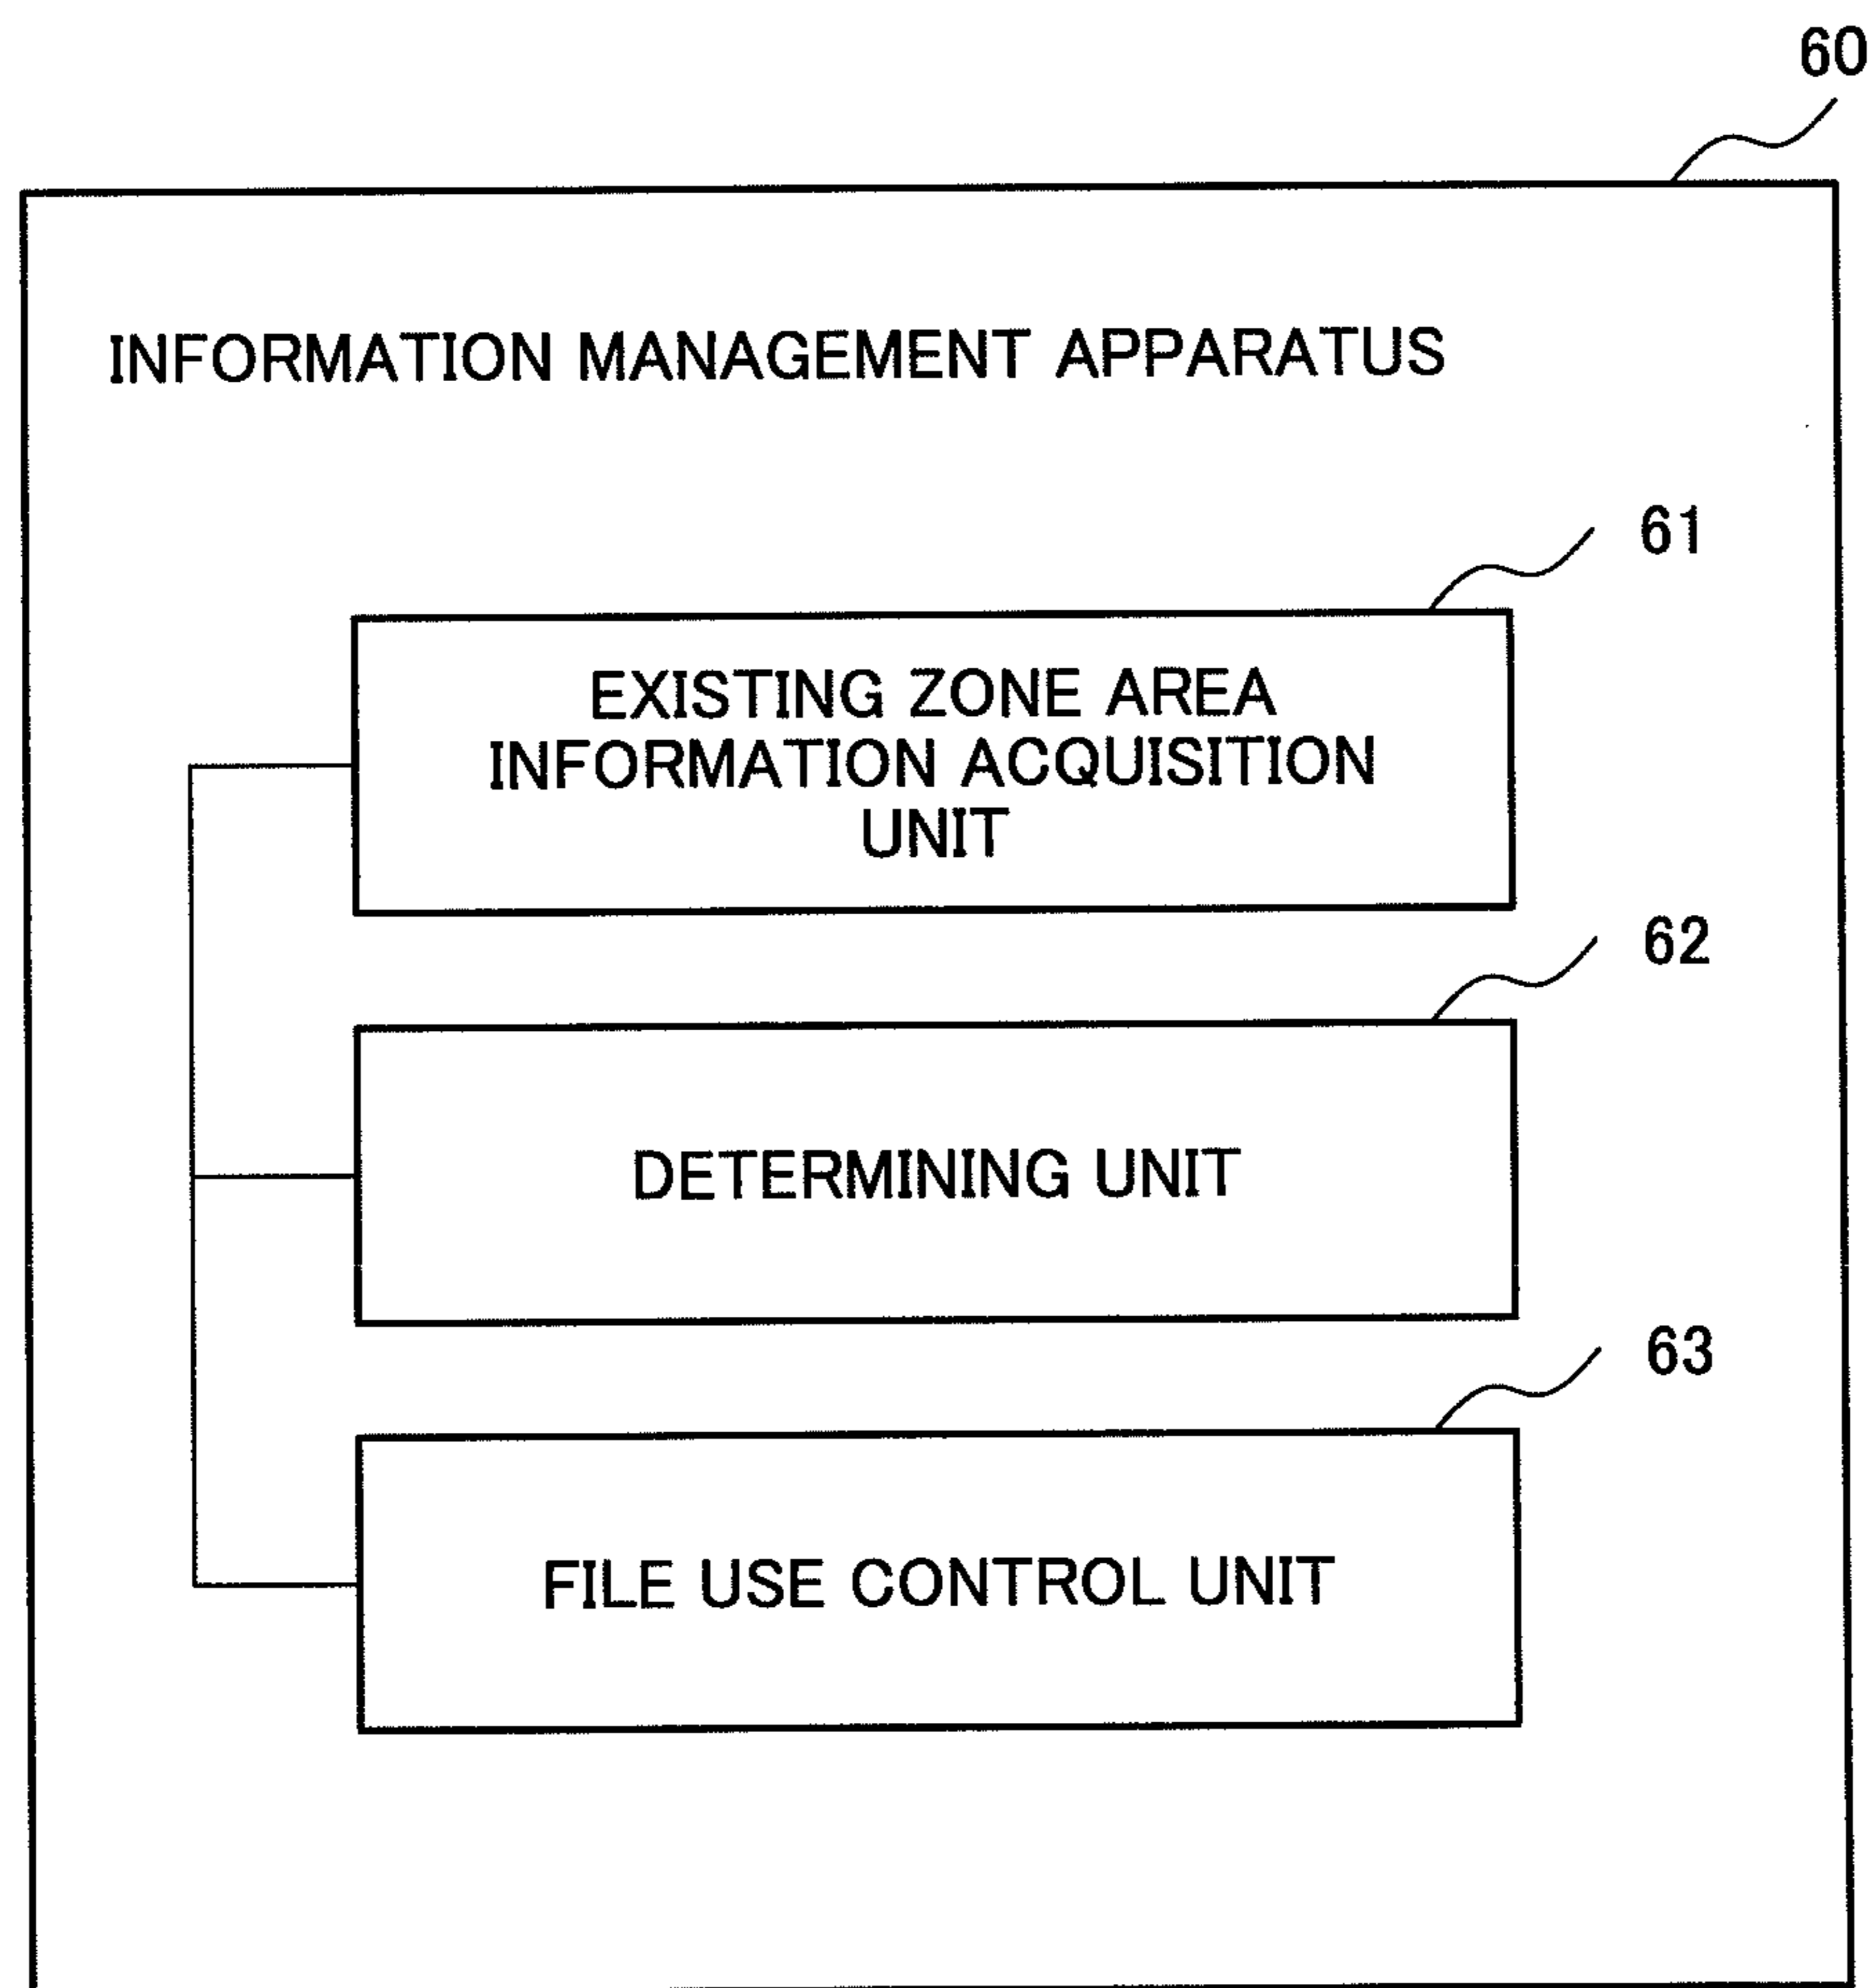 60
INFORMATION MANAGEMENT APPARATUS
61
EXISTING ZONE AREA
INFORMATION ACQUISITION
UNIT
62
DETERMINING UNIT
63
FILE USE CONTROL UNIT